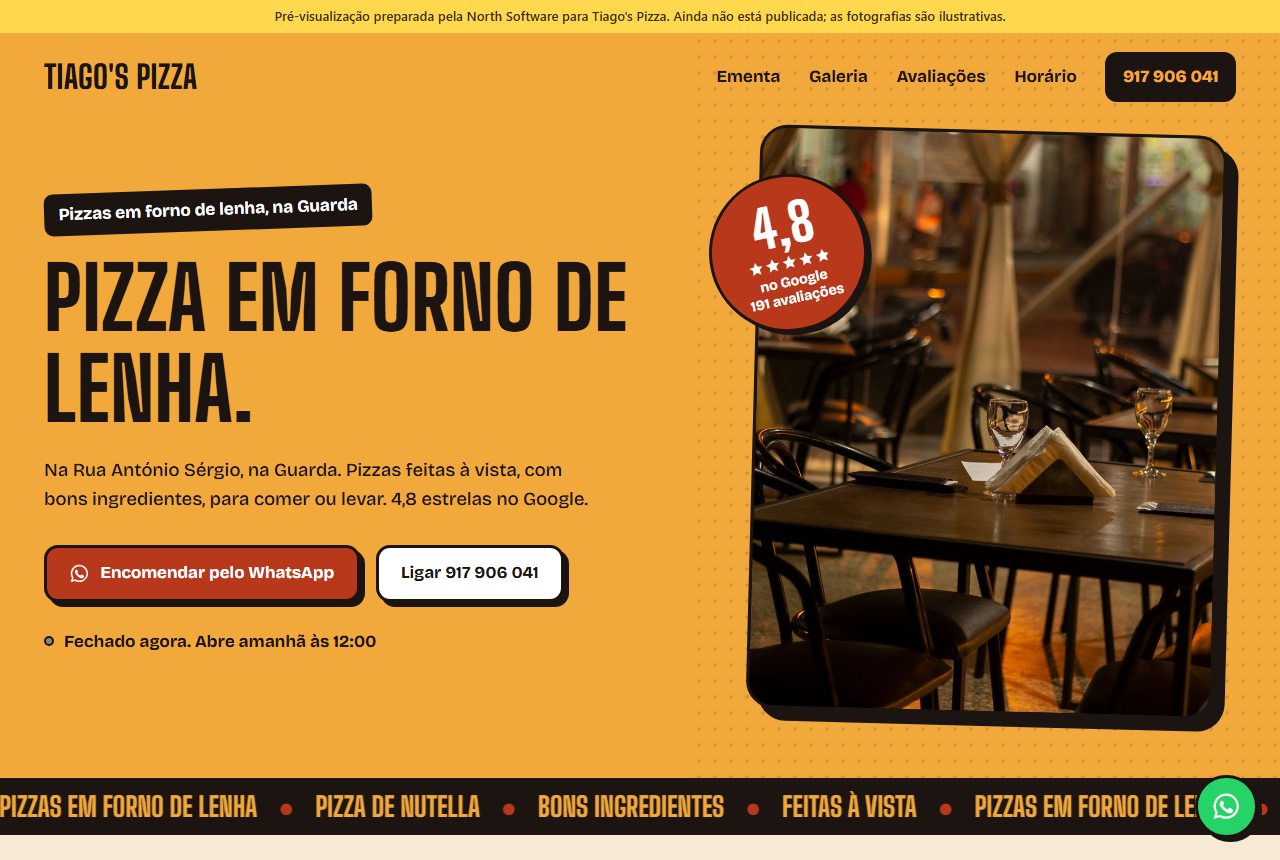 Pré-visualização preparada pela North Software para Tiago's Pizza. Ainda não está publicada; as fotografias são ilustrativas.
TIAGO'S PIZZA
Ementa
Galeria
Avaliações
Horário
917 906 041
Pizzas em forno de lenha, na Guarda
PIZZA EM FORNO DE
LENHA.
Na Rua António Sérgio, na Guarda. Pizzas feitas à vista, com
bons ingredientes, para comer ou levar. 4,8 estrelas no Google.
Encomendar pelo WhatsApp
Ligar 917 906 041
Fechado agora. Abre amanhã às 12:00
4,8
★★★★★
no Google
191 avaliações
PIZZAS EM FORNO DE LENHA ● PIZZA DE NUTELLA ● BONS INGREDIENTES ● FEITAS À VISTA ● PIZZAS EM FORNO DE